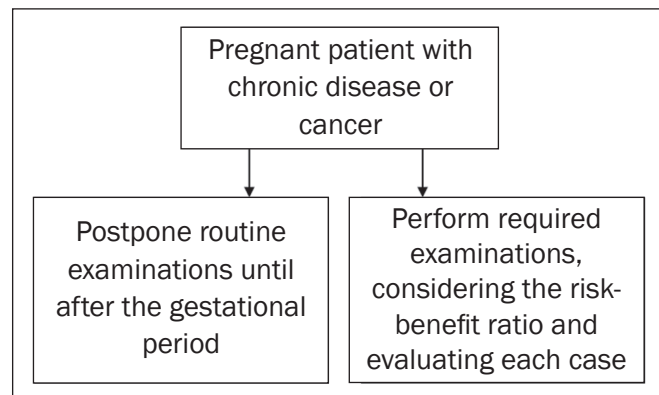 Pregnant patient with
chronic disease or
cancer
Postpone routine
examinations until
after the gestational
period
Perform required
examinations,
considering the risk-
benefit ratio and
evaluating each case